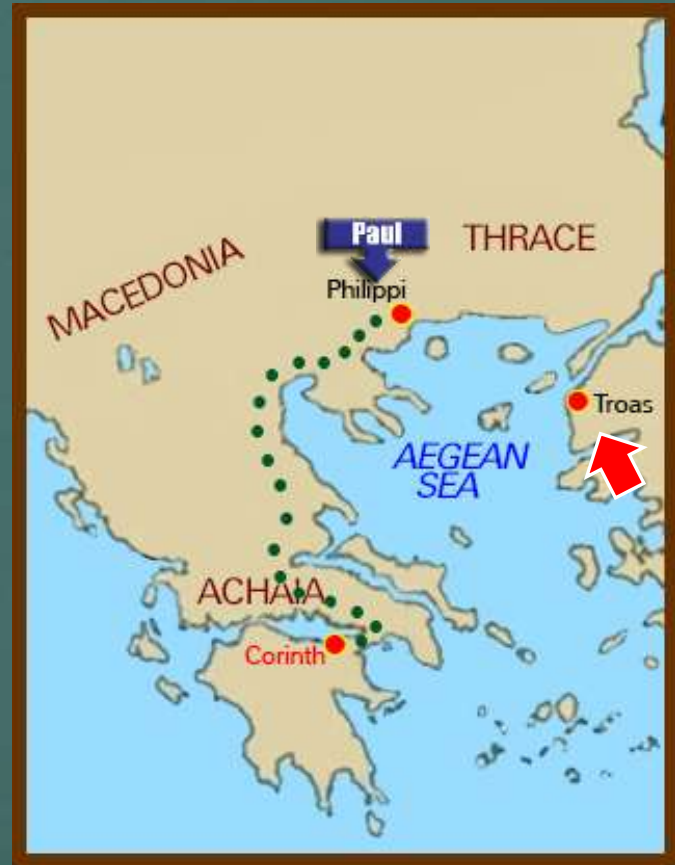 Paul
THRACE
MACEDONIA
Philippi
Troas
AEGEAN
SEA
ACHAIA
Corinth